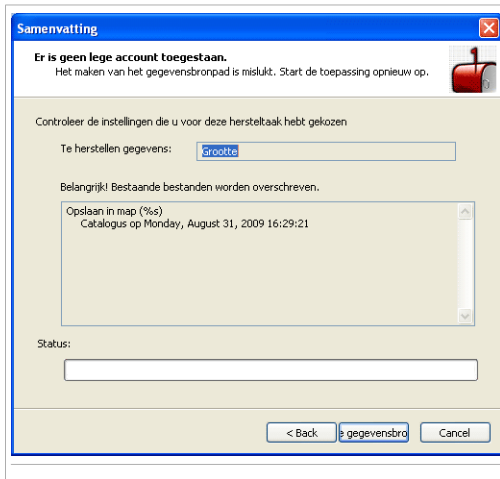 Samenvatting
Er is geen lege account toegestaan.
Het maken van het gegevensbronpad is mislukt. Start de toepassing opnieuw op.
Controleer de instellingen die u voor deze hersteltaak hebt gekozen
Te herstellen gegevens:
Grootte
Belangrijk! Bestaande bestanden worden overschreven.
Opslaan in map (%s)
Catalogus op Monday, August 31, 2009 16:29:21
Status:
< Back
gegevensbro
Cancel